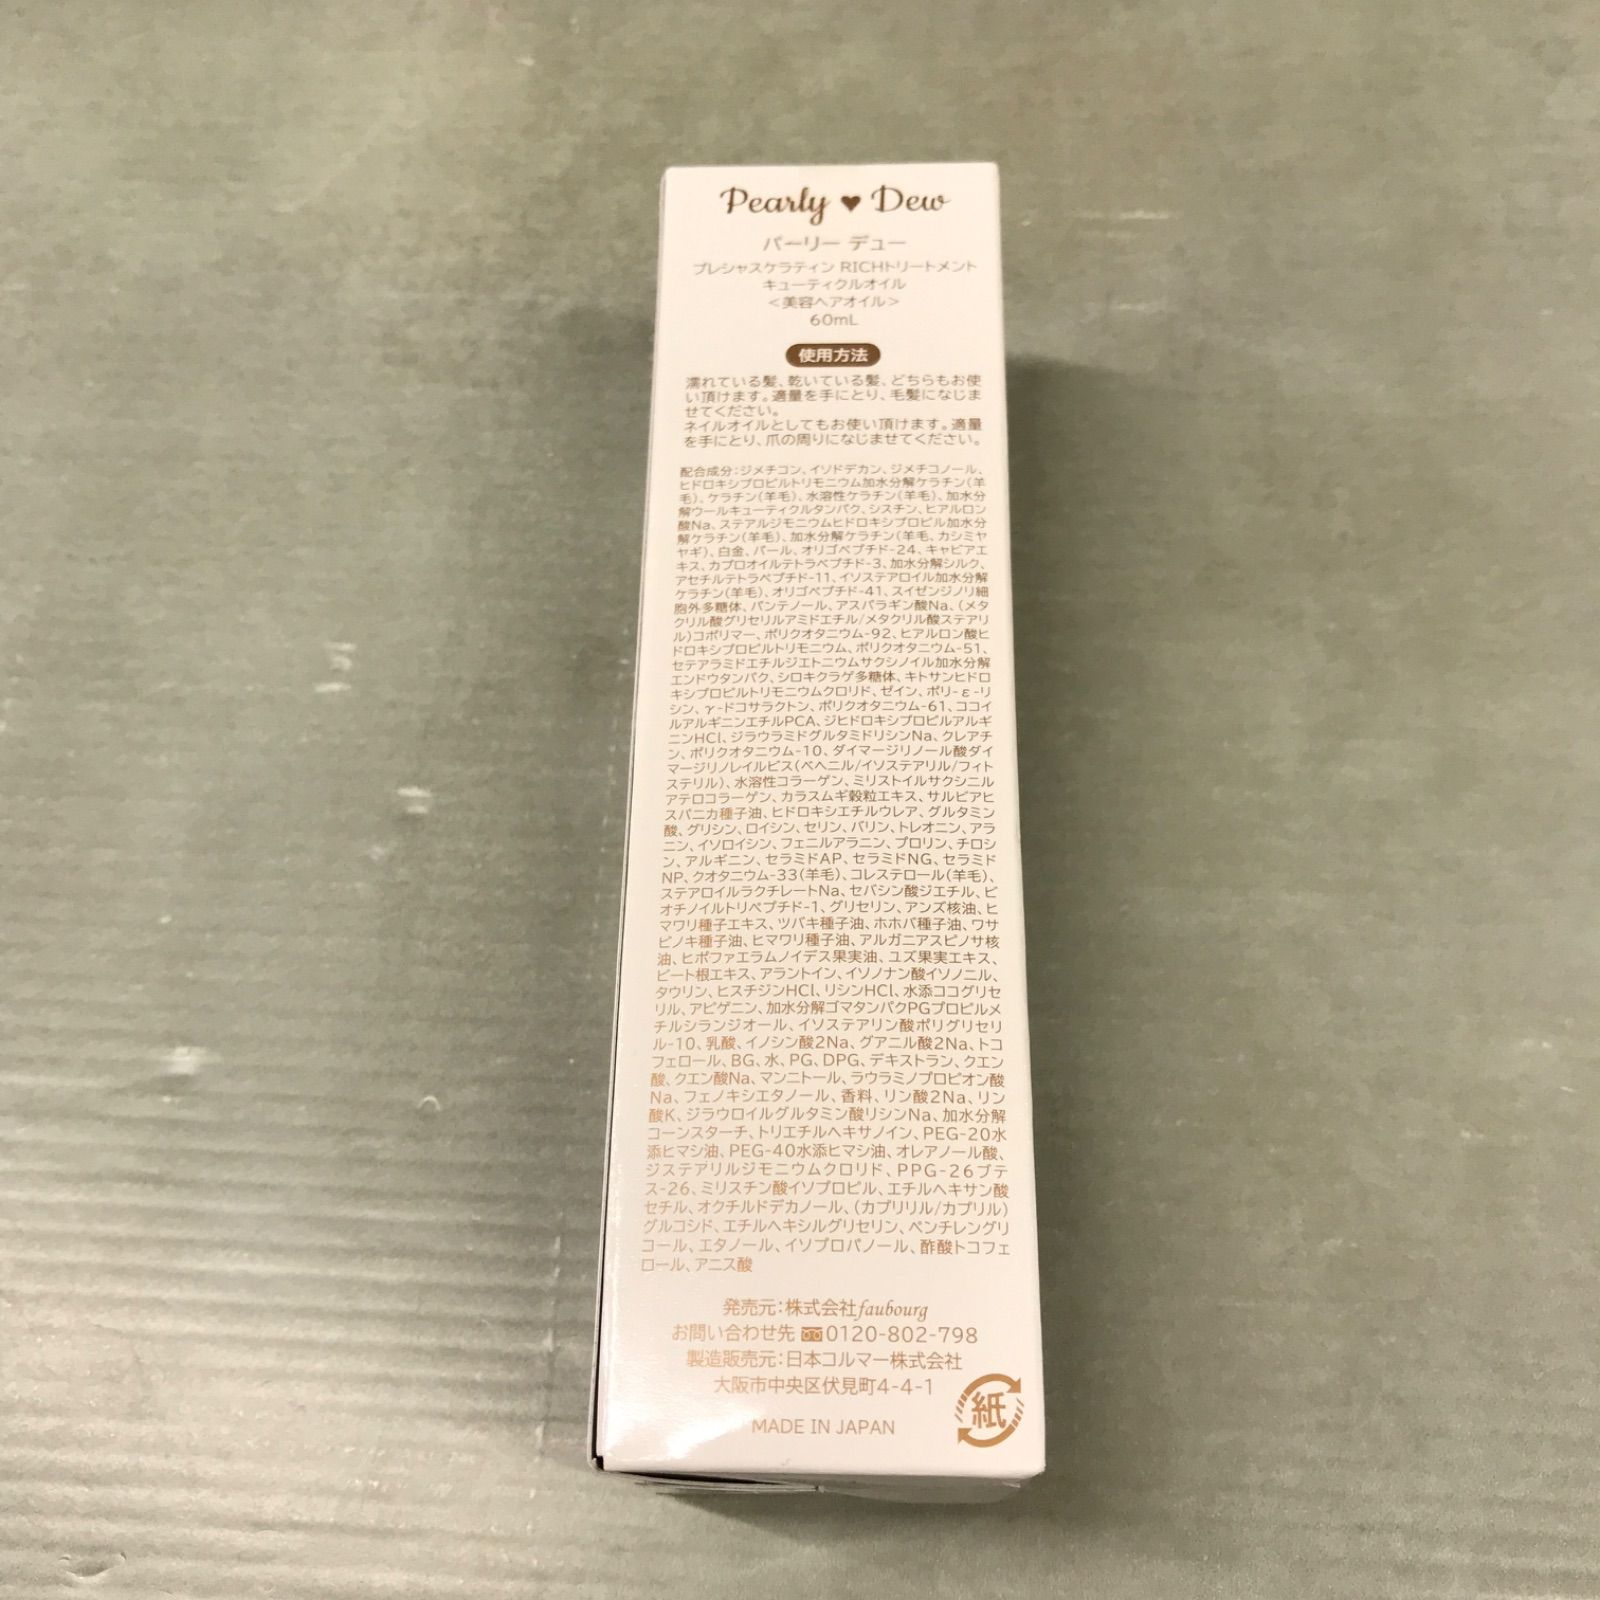 Pearly ♥ Dew
パーリー デュー
プレシャスケラティン RICHトリートメント
キューティクルオイル
＜美容ヘアオイル＞
60mL
使用方法
濡れている髪、乾いている髪、どちらもお使
い頂けます。適量を手にとり、毛髪になじま
せてください。
ネイルオイルとしてもお使い頂けます。適量
を手にとり、爪の周りになじませてください。
配合成分：ジメチコン、イソドデカン、ジメチコノール、
ヒドロキシプロピルトリモニウム加水分解ケラチン(羊
毛)、ケラチン(羊毛)、水溶性ケラチン(羊毛)、加水分
解ウールキューティクルタンパク、シスチン、ヒアルロン
酸Na、ステアルジモニウムヒドロキシプロピル加水分
解ケラチン(羊毛)、加水分解ケラチン(羊毛、カシミヤ
ヤギ)、白金、パール、オリゴペプチド-24、キャビアエ
キス、カプロオイルテトラペプチド-3、加水分解シルク、
アセチルテトラペプチド-11、イソステアロイル加水分解
ケラチン(羊毛)、オリゴペプチド-41、スイゼンジノリ細
胞外多糖体、パンテノール、アスパラギン酸Na、(メタ
クリル酸グリセリルアミドエチル/メタクリル酸ステアリ
ル)コポリマー、ポリクオタニウム-92、ヒアルロン酸ヒ
ドロキシプロピルトリモニウム、ポリクオタニウム-51、
セテアラミドエチルジエトニウムサクシノイル加水分解
エンドウタンパク、シロキクラゲ多糖体、キトサンヒドロ
キシプロピルトリモニウムクロリド、ゼイン、ポリ-ε-リ
シン、γ-ドコサラクトン、ポリクオタニウム-61、ココイ
ルアルギニンエチルPCA、ジヒドロキシプロピルアルギ
ニンHCl、ジラウラミドグルタミドリシンNa、クレアチ
ン、ポリクオタニウム-10、ダイマージリノール酸ダイ
マージリノレイルビス(ベヘニル/イソステアリル/フィト
ステリル)、水溶性コラーゲン、ミリストイルサクシニル
アテロコラーゲン、カラスムギ穀粒エキス、サルビアヒ
スパニカ種子油、ヒドロキシエチルウレア、グルタミン
酸、グリシン、ロイシン、セリン、バリン、トレオニン、アラ
ニン、イソロイシン、フェニルアラニン、プロリン、チロシ
ン、アルギニン、セラミドAP、セラミドNG、セラミド
NP、クオタニウム-33(羊毛)、コレステロール(羊毛)、
ステアロイルラクチレートNa、セバシン酸ジエチル、ビ
オチノイルトリペプチド-1、グリセリン、アンズ核油、ヒ
マワリ種子エキス、ツバキ種子油、ホホバ種子油、ワサ
ビノキ種子油、ヒマワリ種子油、アルガニアスピノサ核
油、ヒポファエラムノイデス果実油、ユズ果実エキス、
ビート根エキス、アラントイン、イソノナン酸イソノニル、
タウリン、ヒスチジンHCl、リシンHCl、水添ココグリセ
リル、アピゲニン、加水分解ゴマタンパクPGプロピルメ
チルシランジオール、イソステアリン酸ポリグリセリ
ル-10、乳酸、イノシン酸2Na、グアニル酸2Na、トコ
フェロール、BG、水、PG、DPG、デキストラン、クエン
酸、クエン酸Na、マンニトール、ラウラミノプロピオン酸
Na、フェノキシエタノール、香料、リン酸2Na、リン
酸K、ジラウロイルグルタミン酸リシンNa、加水分解
コーンスターチ、トリエチルヘキサノイン、PEG-20水
添ヒマシ油、PEG-40水添ヒマシ油、オレアノール酸、
ジステアリルジモニウムクロリド、PPG-26ブテ
ス-26、ミリスチン酸イソプロピル、エチルヘキサン酸
セチル、オクチルドデカノール、(カプリリル/カプリル)
グルコシド、エチルヘキシルグリセリン、ペンチレングリ
コール、エタノール、イソプロパノール、酢酸トコフェ
ロール、アニス酸
発売元：株式会社faubourg
お問い合わせ先 0120-802-798
製造販売元：日本コルマー株式会社
大阪市中央区伏見町4-4-1
MADE IN JAPAN
紙